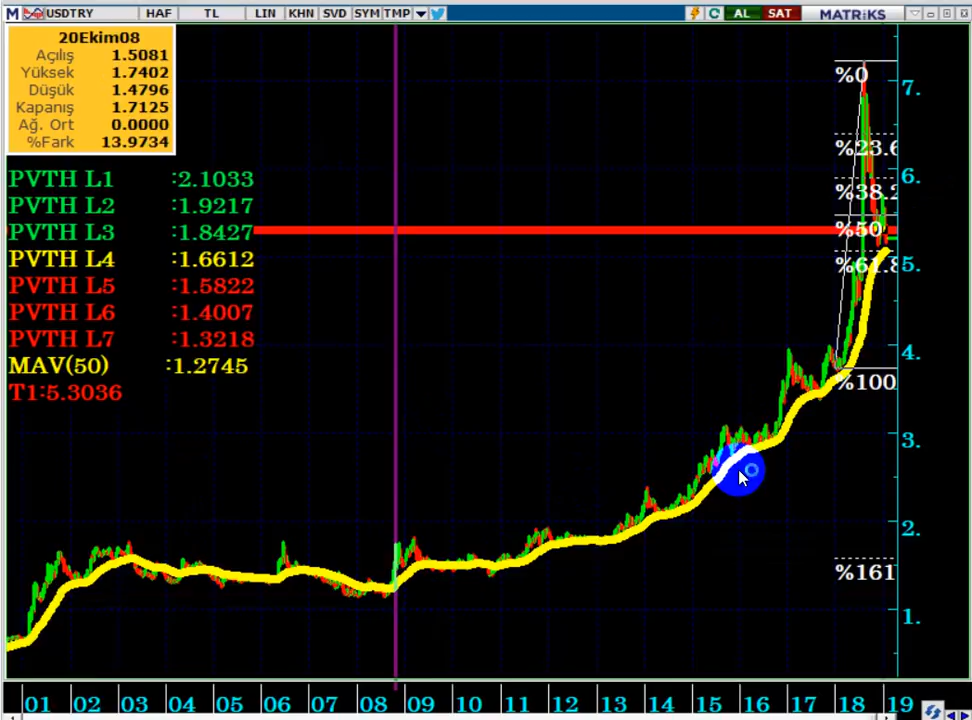 M USDTRY HAF TL LIN KHN SVD SYM TMP AL SAT MATRİKS
20Ekim08
Açılış 1.5081
Yüksek 1.7402
Düşük 1.4796
Kapanış 1.7125
Ağ. Ort 0.0000
%Fark 13.9734
PVTH L1 :2.1033
PVTH L2 :1.9217
PVTH L3 :1.8427
PVTH L4 :1.6612
PVTH L5 :1.5822
PVTH L6 :1.4007
PVTH L7 :1.3218
MAV(50) :1.2745
T1:5.3036
%0
%23.6
%38.2
%50
%61.8
%100
%161
7.
6.
5.
4.
3.
2.
1.
01 02 03 04 05 06 07 08 09 10 11 12 13 14 15 16 17 18 19